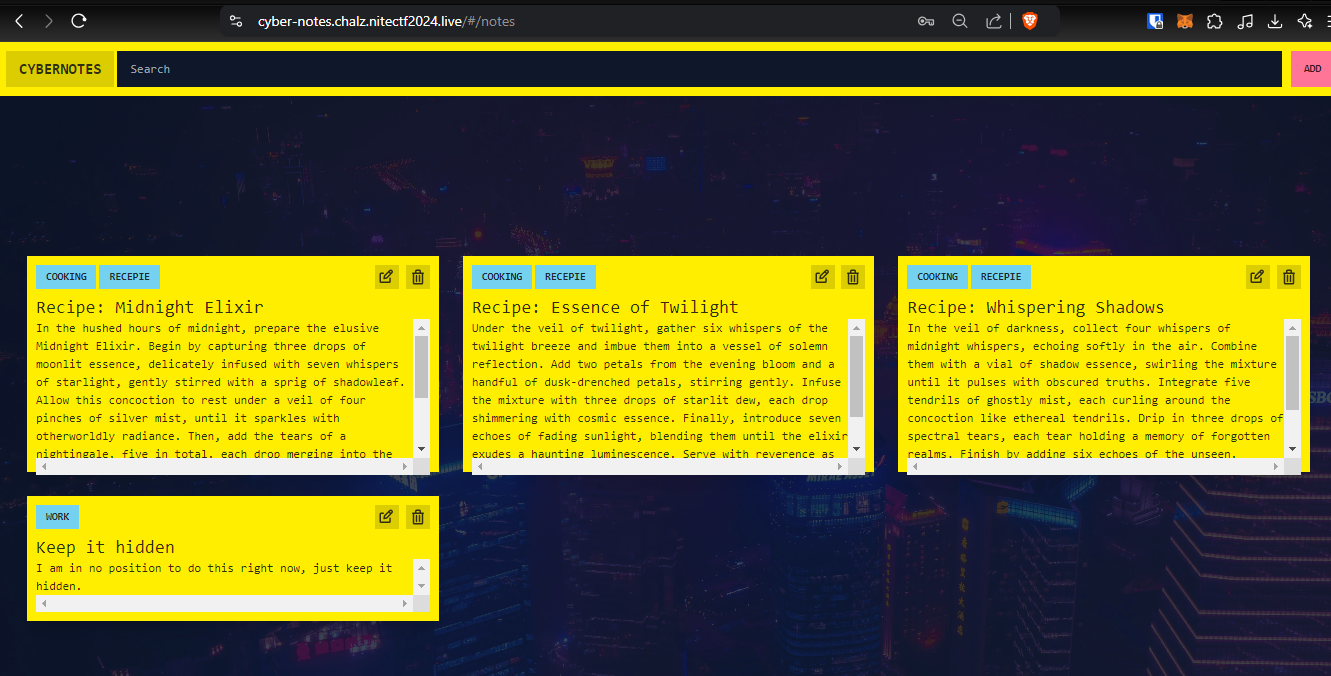 cyber-notes.chalz.nitectf2024.live/#/notes
CYBERNOTES
Search
ADD
COOKING
RECEPIE
Recipe: Midnight Elixir
In the hushed hours of midnight, prepare the elusive
Midnight Elixir. Begin by capturing three drops of
moonlit essence, delicately infused with seven whispers
of starlight, gently stirred with a sprig of shadowleaf.
Allow this concoction to rest under a veil of four
pinches of silver mist, until it sparkles with
otherworldly radiance. Then, add the tears of a
nightingale, five in total, each drop merging into the
COOKING
RECEPIE
Recipe: Essence of Twilight
Under the veil of twilight, gather six whispers of the
twilight breeze and imbue them into a vessel of solemn
reflection. Add two petals from the evening bloom and a
handful of dusk-drenched petals, stirring gently. Infuse
the mixture with three drops of starlit dew, each drop
shimmering with cosmic essence. Finally, introduce seven
echoes of fading sunlight, blending them until the elixir
exudes a haunting luminescence. Serve with reverence as
COOKING
RECEPIE
Recipe: Whispering Shadows
In the veil of darkness, collect four whispers of
midnight whispers, echoing softly in the air. Combine
them with a vial of shadow essence, swirling the mixture
until it pulses with obscured truths. Integrate five
tendrils of ghostly mist, each curling around the
concoction like ethereal tendrils. Drip in three drops of
spectral tears, each tear holding a memory of forgotten
realms. Finish by adding six echoes of the unseen,
WORK
Keep it hidden
I am in no position to do this right now, just keep it
hidden.